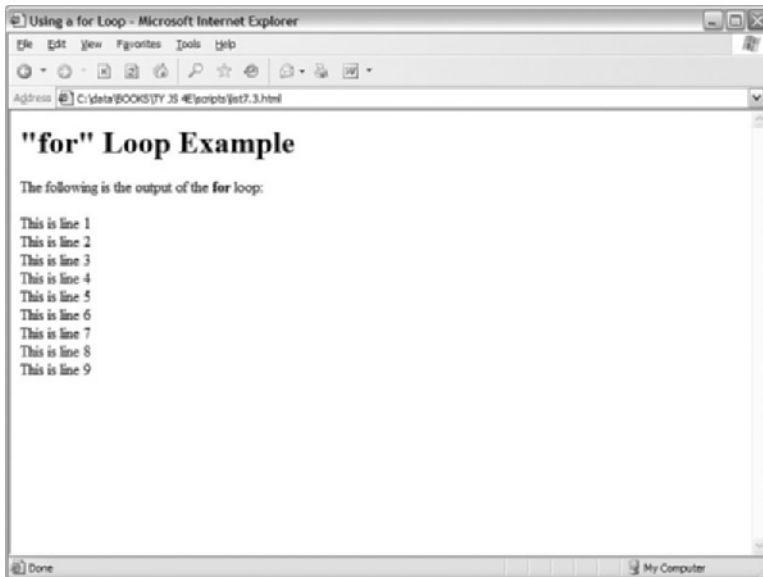 Using a for Loop - Microsoft Internet Explorer
File Edit View Favorites Tools Help
Address C:\data\BOOKS\TY JS 4E\scripts\list7.3.html
"for" Loop Example
The following is the output of the for loop:
This is line 1
This is line 2
This is line 3
This is line 4
This is line 5
This is line 6
This is line 7
This is line 8
This is line 9
Done My Computer